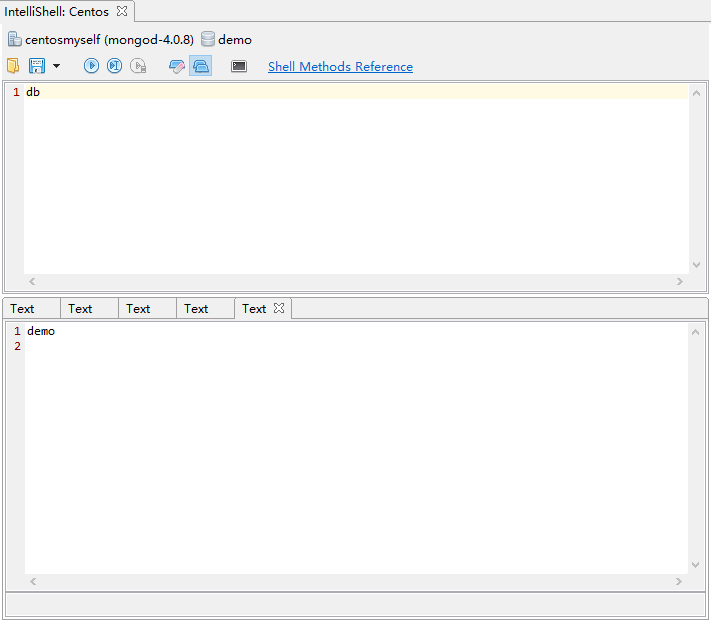 IntelliShell: Centos
centosmyself (mongod-4.0.8) demo
Shell Methods Reference
1 db
Text Text Text Text Text
1 demo
2